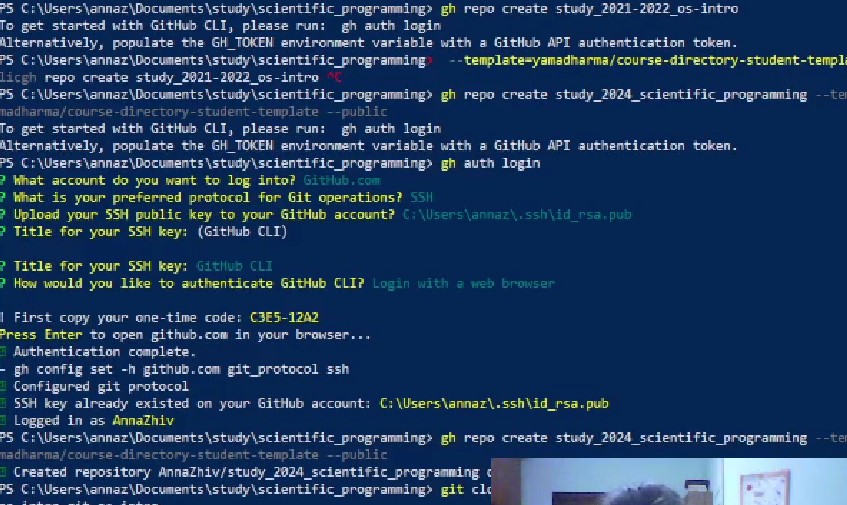 PS C:\Users\annaz\Documents\study\scientific_programming> gh repo create study_2021-2022_os-intro
To get started with GitHub CLI, please run:  gh auth login
Alternatively, populate the GH_TOKEN environment variable with a GitHub API authentication token.
PS C:\Users\annaz\Documents\study\scientific_programming>  --template=yamadharma/course-directory-student-templa
licgh repo create study_2021-2022_os-intro ^C
PS C:\Users\annaz\Documents\study\scientific_programming> gh repo create study_2024_scientific_programming --tem
madharma/course-directory-student-template --public
To get started with GitHub CLI, please run:  gh auth login
Alternatively, populate the GH_TOKEN environment variable with a GitHub API authentication token.
PS C:\Users\annaz\Documents\study\scientific_programming> gh auth login
? What account do you want to log into? GitHub.com
? What is your preferred protocol for Git operations? SSH
? Upload your SSH public key to your GitHub account? C:\Users\annaz\.ssh\id_rsa.pub
? Title for your SSH key: (GitHub CLI)
? Title for your SSH key: GitHub CLI
? How would you like to authenticate GitHub CLI? Login with a web browser
! First copy your one-time code: C3E5-12A2
Press Enter to open github.com in your browser...
Authentication complete.
- gh config set -h github.com git_protocol ssh
Configured git protocol
SSH key already existed on your GitHub account: C:\Users\annaz\.ssh\id_rsa.pub
Logged in as AnnaZhiv
PS C:\Users\annaz\Documents\study\scientific_programming> gh repo create study_2024_scientific_programming --tem
madharma/course-directory-student-template --public
Created repository AnnaZhiv/study_2024_scientific_programming
PS C:\Users\annaz\Documents\study\scientific_programming> git clo